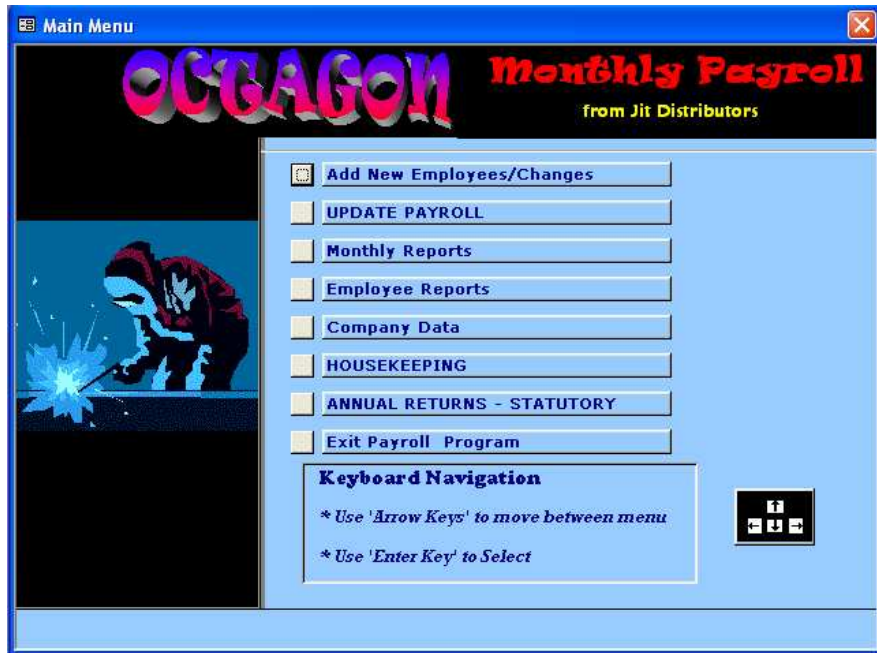 Main Menu
OCTAGON
Monthly Payroll
from Jit Distributors
Add New Employees/Changes
UPDATE PAYROLL
Monthly Reports
Employee Reports
Company Data
HOUSEKEEPING
ANNUAL RETURNS - STATUTORY
Exit Payroll Program
Keyboard Navigation
* Use 'Arrow Keys' to move between menu
* Use 'Enter Key' to Select